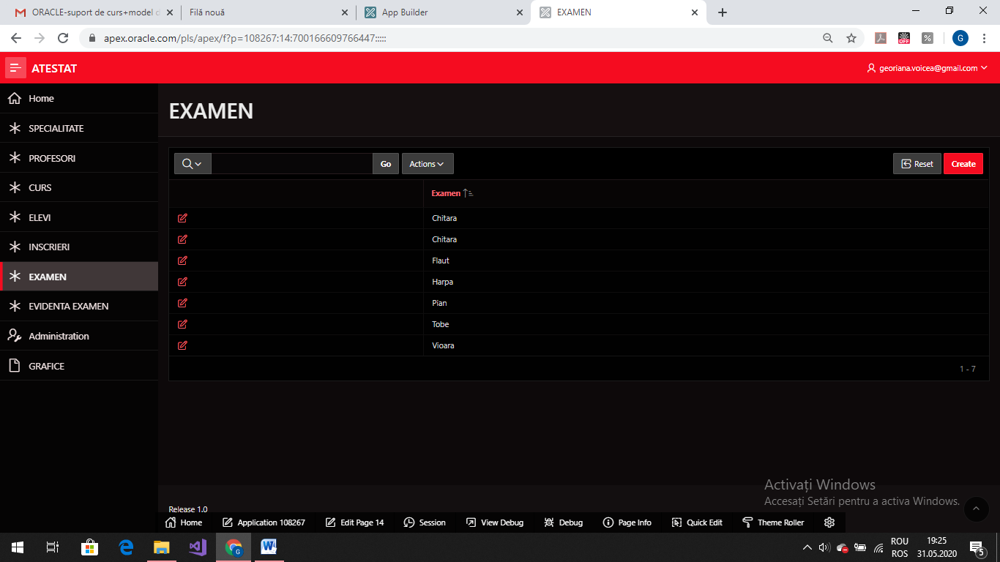 ORACLE-suport de curs+model d
Filă nouă
App Builder
EXAMEN
apex.oracle.com/pls/apex/f?p=108267:14:700166609766447:::::
OFF
%
G
ATESTAT
georiana.voicea@gmail.com
Home
SPECIALITATE
PROFESORI
CURS
ELEVI
INSCRIERI
EXAMEN
EVIDENTA EXAMEN
Administration
GRAFICE
EXAMEN
Go
Actions
Reset
Create
Examen
Chitara
Chitara
Flaut
Harpa
Pian
Tobe
Vioara
1 - 7
Activați Windows
Accesați Setări pentru a activa Windows.
Release 1.0
Home
Application 108267
Edit Page 14
Session
View Debug
Debug
Page Info
Quick Edit
Theme Roller
G
ROU
ROS
19:25
31.05.2020
5